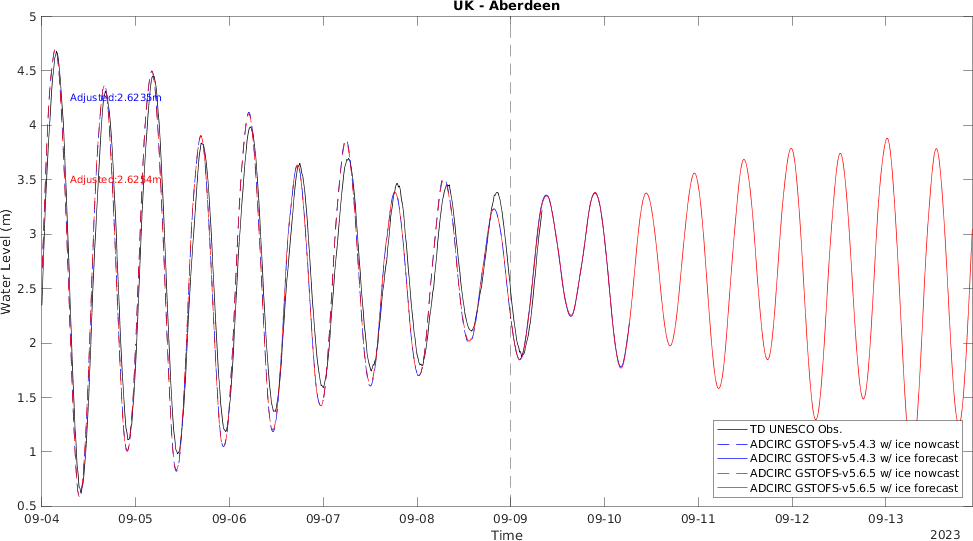 UK - Aberdeen
5
4.5
4
3.5
3
2.5
2
1.5
1
0.5
Water Level (m)
Adjusted:2.6235m
Adjusted:2.6254m
TD UNESCO Obs.
ADCIRC GSTOFS-v5.4.3 w/ ice nowcast
ADCIRC GSTOFS-v5.4.3 w/ ice forecast
ADCIRC GSTOFS-v5.6.5 w/ ice nowcast
ADCIRC GSTOFS-v5.6.5 w/ ice forecast
09-04 09-05 09-06 09-07 09-08 09-09 09-10 09-11 09-12 09-13
Time
2023